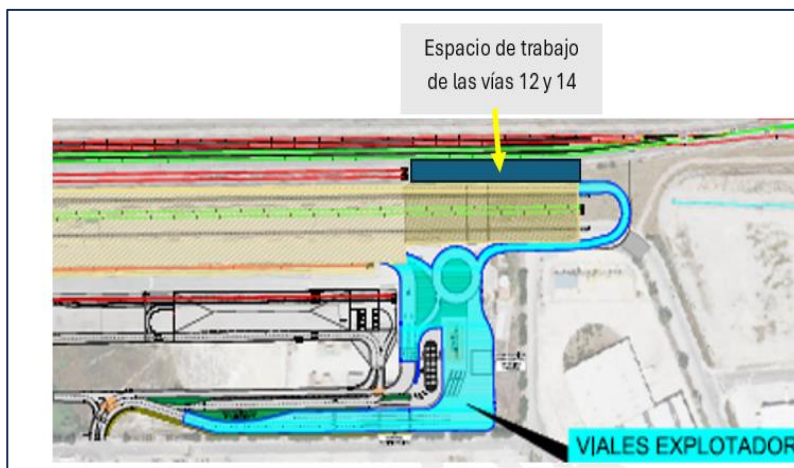 Espacio de trabajo
de las vías 12 y 14
VIALES EXPLOTADOR